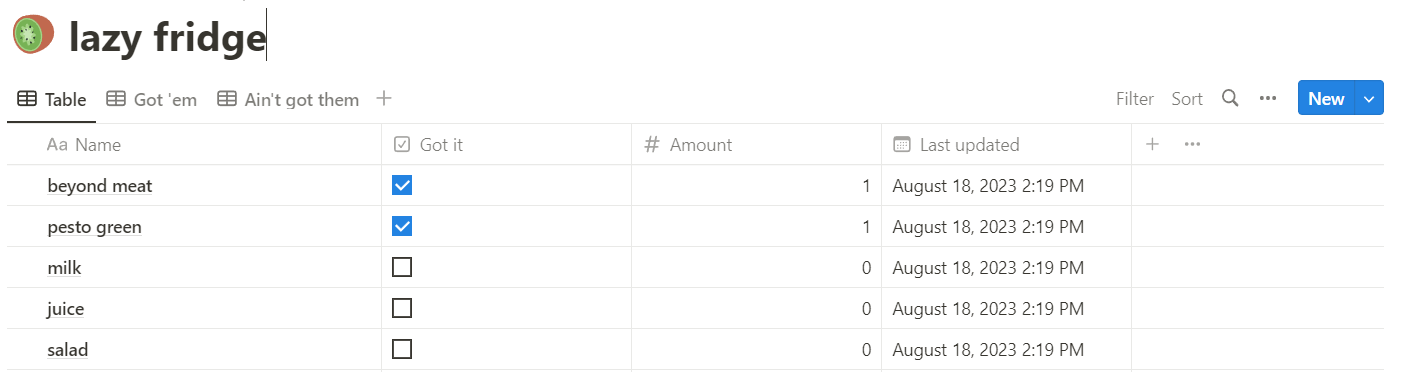 lazy fridge
Table Got 'em Ain't got them Filter Sort New
Aa Name Got it # Amount Last updated
beyond meat 1 August 18, 2023 2:19 PM
pesto green 1 August 18, 2023 2:19 PM
milk 0 August 18, 2023 2:19 PM
juice 0 August 18, 2023 2:19 PM
salad 0 August 18, 2023 2:19 PM